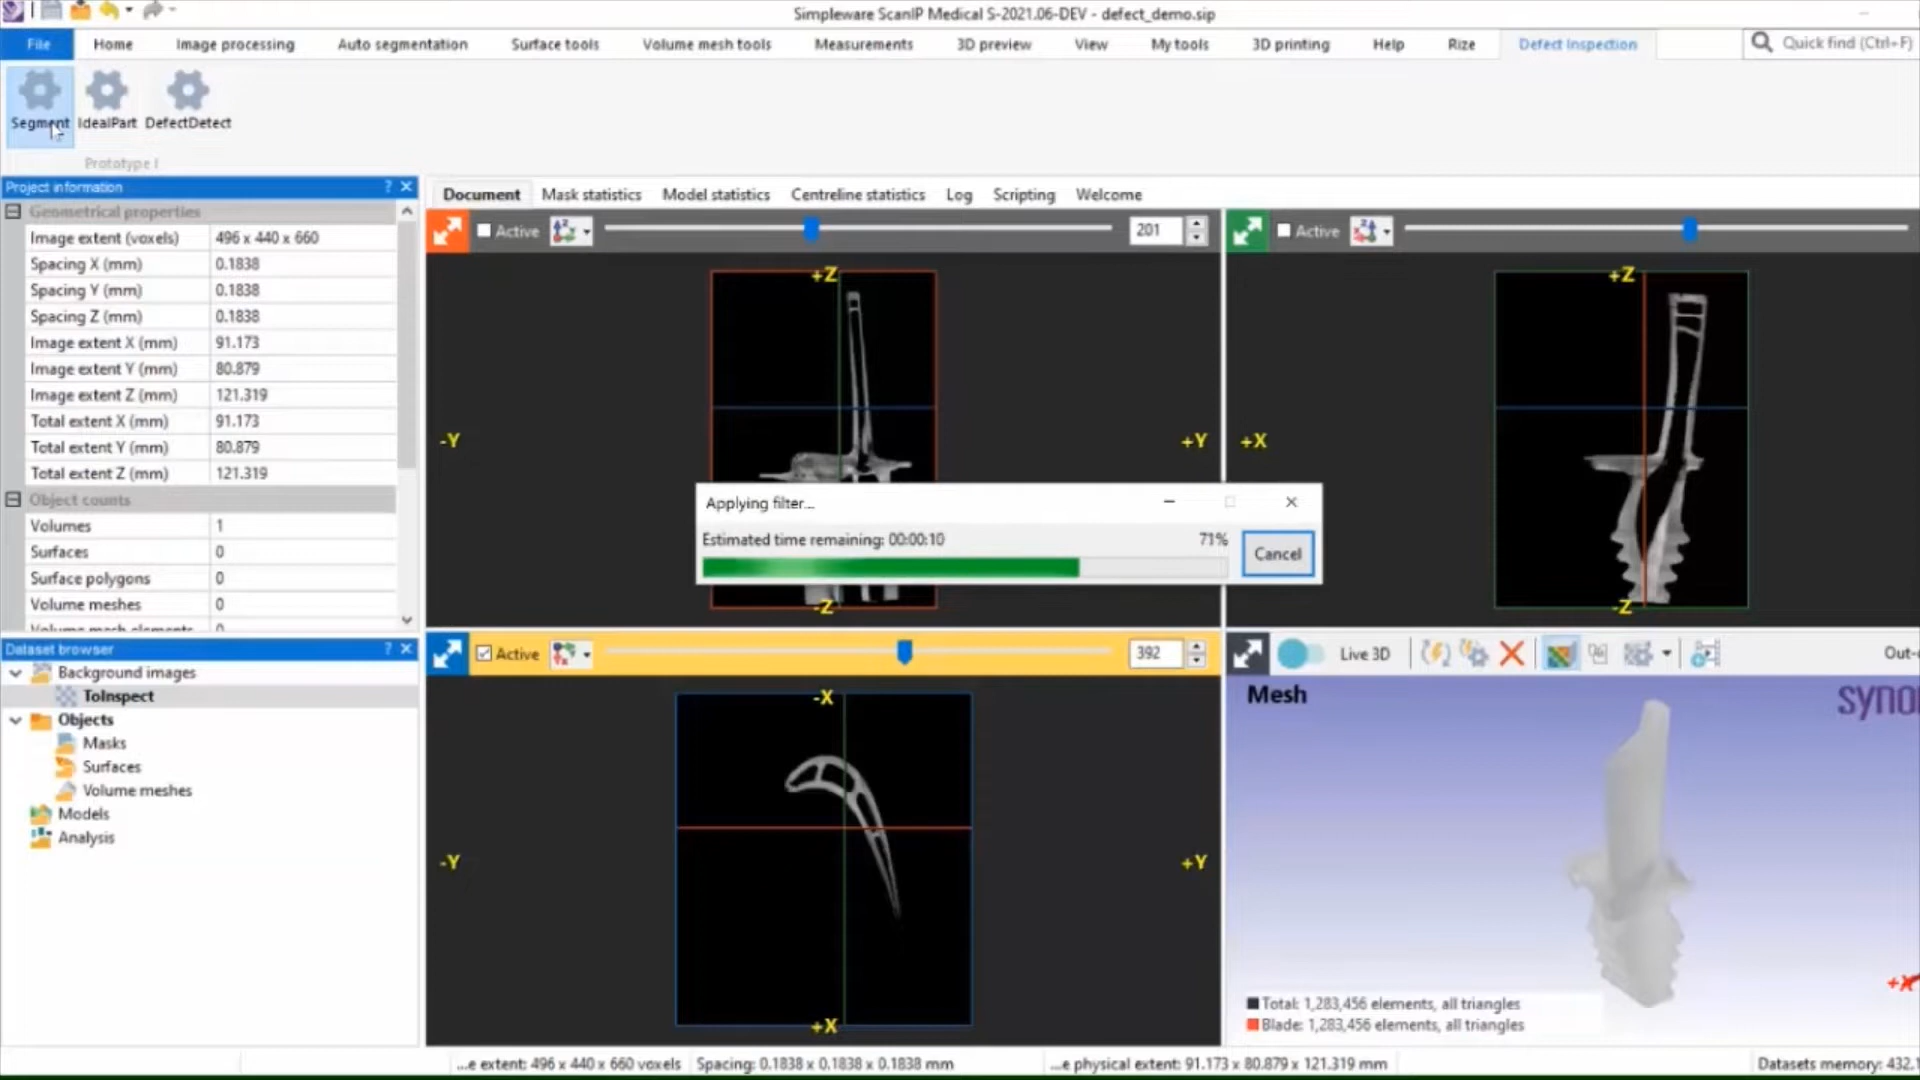 Simpleware ScanIP Medical S-2021.06-DEV - defect_demo.sip
File Home Image processing Auto segmentation Surface tools Volume mesh tools Measurements 3D preview View My tools 3D printing Help Rize Defect Inspection Quick find (Ctrl+F)
Segment IdealPart DefectDetect
Prototype I
Project information ?
Geometrical properties
Image extent (voxels) 496 x 440 x 660
Spacing X (mm) 0.1838
Spacing Y (mm) 0.1838
Spacing Z (mm) 0.1838
Image extent X (mm) 91.173
Image extent Y (mm) 80.879
Image extent Z (mm) 121.319
Total extent X (mm) 91.173
Total extent Y (mm) 80.879
Total extent Z (mm) 121.319
Object counts
Volumes 1
Surfaces 0
Surface polygons 0
Volume meshes 0
Volume mesh elements 0
Dataset browser ?
Background images
ToInspect
Objects
Masks
Surfaces
Volume meshes
Models
Analysis
Document Mask statistics Model statistics Centreline statistics Log Scripting Welcome
Active 201
+Z
-Y +Y
-Z
Active
+Z
+X
-Z
Applying filter...
Estimated time remaining: 00:00:10 71%
Cancel
Active 392
-X
-Y +Y
+X
Live 3D Out-
Mesh
syno
+X
Total: 1,283,456 elements, all triangles
Blade: 1,283,456 elements, all triangles
...e extent: 496 x 440 x 660 voxels Spacing: 0.1838 x 0.1838 x 0.1838 mm ...e physical extent: 91.173 x 80.879 x 121.319 mm Datasets memory: 432.